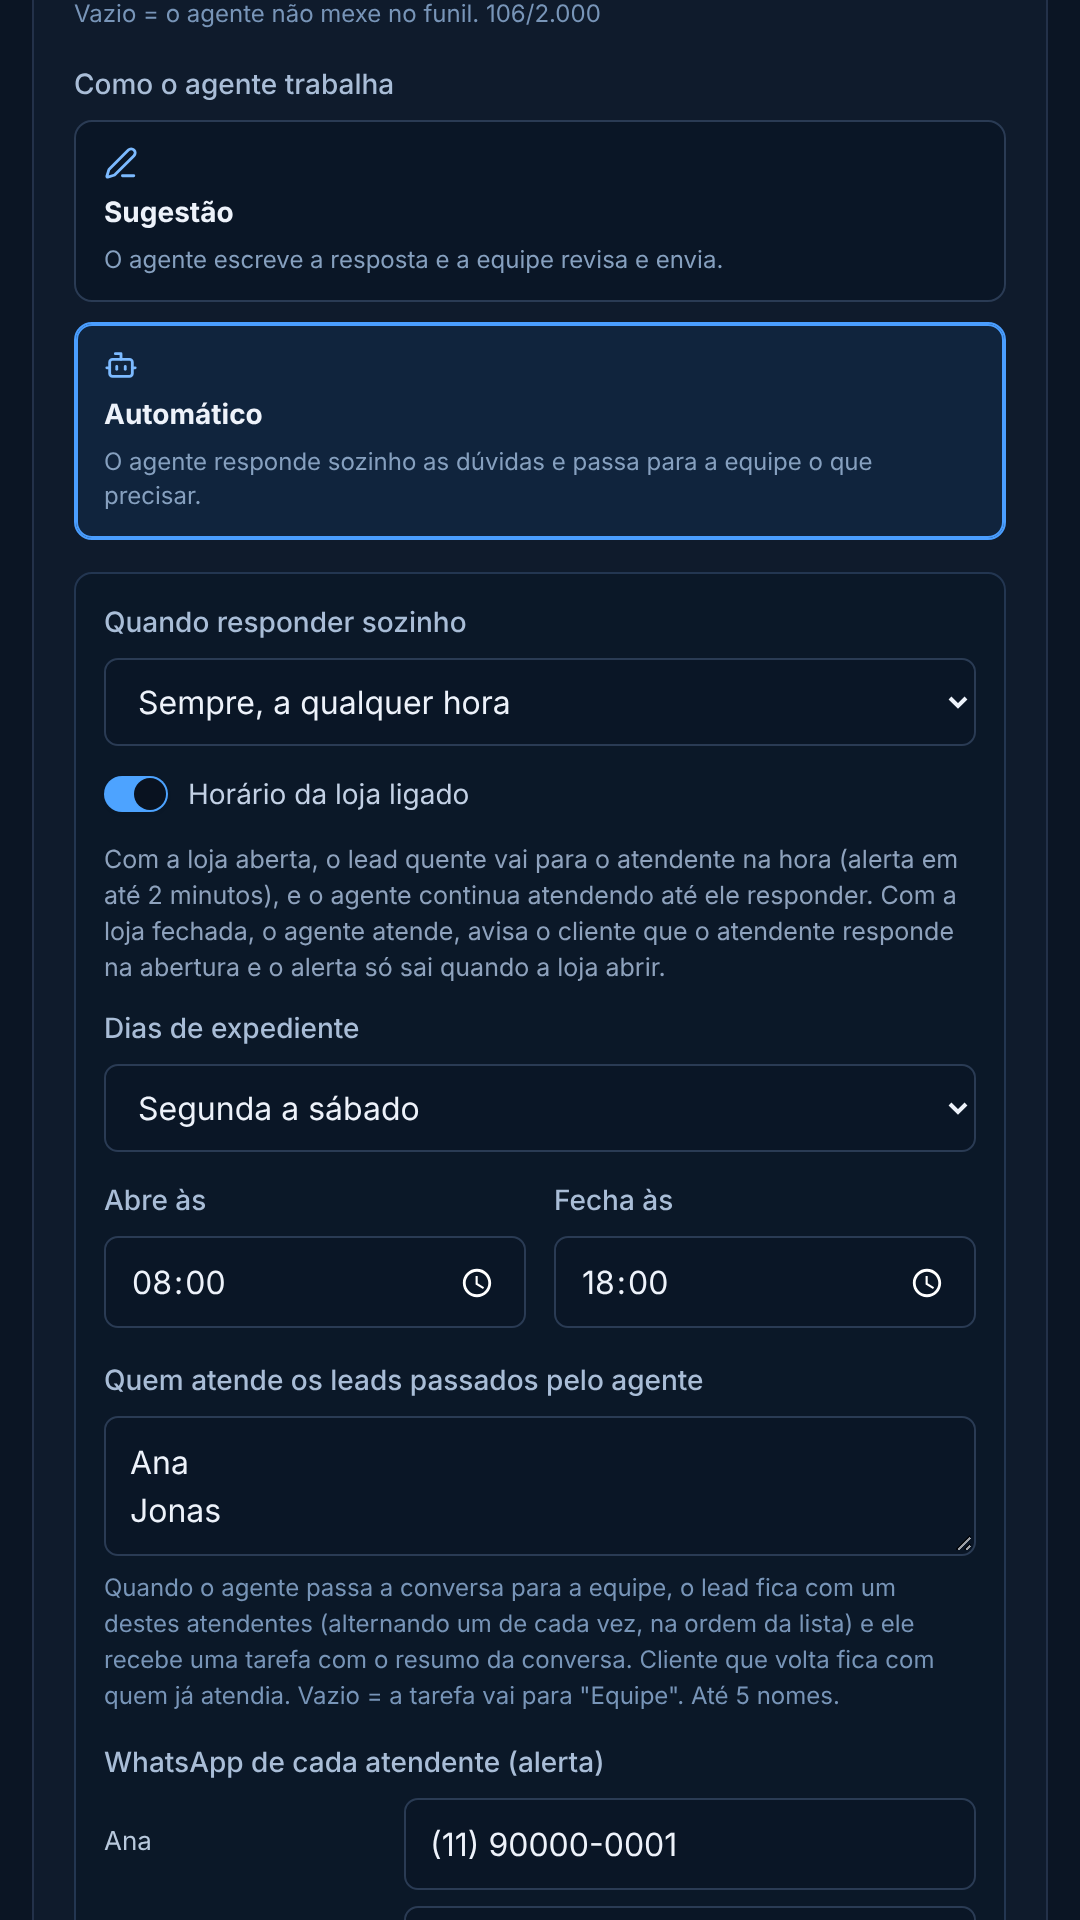 Vazio = o agente não mexe no funil. 106/2.000
Como o agente trabalha
Sugestão
O agente escreve a resposta e a equipe revisa e envia.
Automático
O agente responde sozinho as dúvidas e passa para a equipe o que
precisar.
Quando responder sozinho
Sempre, a qualquer hora
Horário da loja ligado
Com a loja aberta, o lead quente vai para o atendente na hora (alerta em
até 2 minutos), e o agente continua atendendo até ele responder. Com a
loja fechada, o agente atende, avisa o cliente que o atendente responde
na abertura e o alerta só sai quando a loja abrir.
Dias de expediente
Segunda a sábado
Abre às
Fecha às
08:00
18:00
Quem atende os leads passados pelo agente
Ana
Jonas
Quando o agente passa a conversa para a equipe, o lead fica com um
destes atendentes (alternando um de cada vez, na ordem da lista) e ele
recebe uma tarefa com o resumo da conversa. Cliente que volta fica com
quem já atendia. Vazio = a tarefa vai para "Equipe". Até 5 nomes.
WhatsApp de cada atendente (alerta)
Ana
(11) 90000-0001